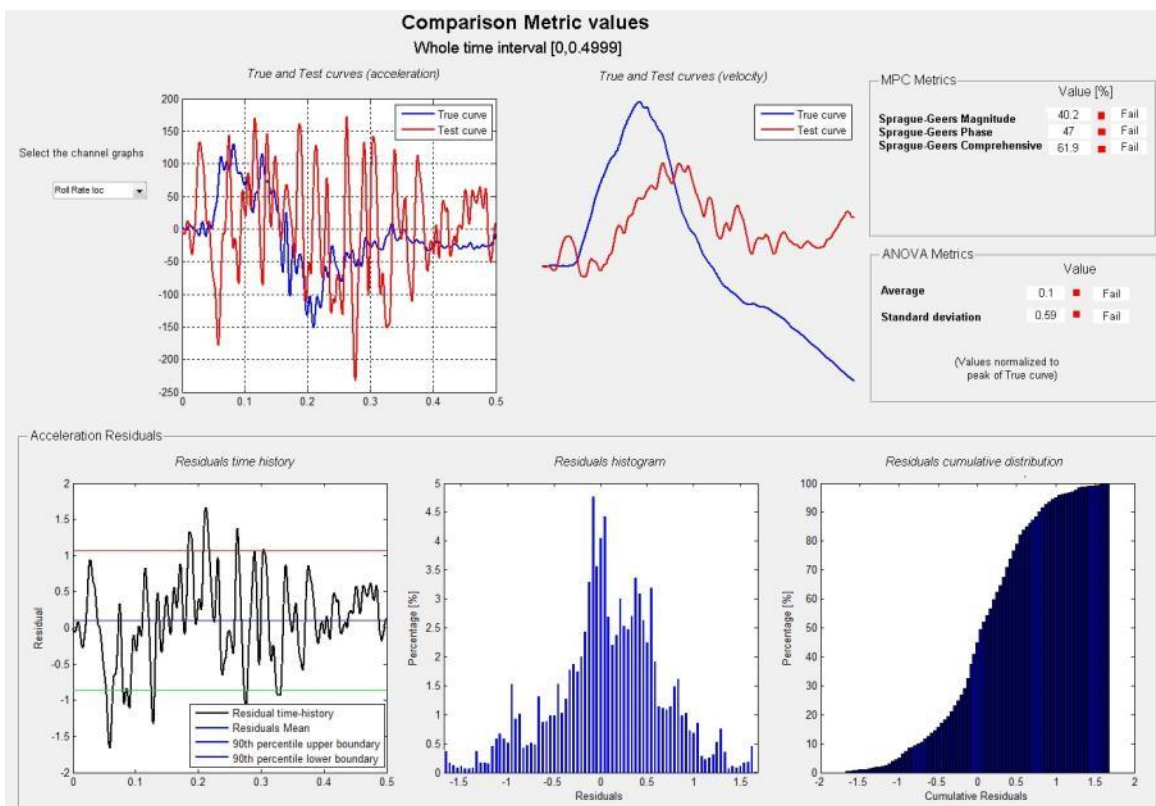 Comparison Metric values
Whole time interval [0,0.4999]
True and Test curves (acceleration)
True and Test curves (velocity)
Select the channel graphs
Roll Rate loc
200
150
100
50
0
-50
-100
-150
-200
-250
0
0.1
0.2
0.3
0.4
0.5
True curve
Test curve
True curve
Test curve
MPC Metrics
Value [%]
Sprague-Geers Magnitude 40.2 Fail
Sprague-Geers Phase 47 Fail
Sprague-Geers Comprehensive 61.9 Fail
ANOVA Metrics
Value
Average 0.1 Fail
Standard deviation 0.59 Fail
(Values normalized to
peak of True curve)
Acceleration Residuals
Residuals time history
Residual
2
1.5
1
0.5
0
-0.5
-1
-1.5
-2
0
0.1
0.2
0.3
0.4
0.5
Residual time-history
Residuals Mean
90th percentile upper boundary
90th percentile lower boundary
Residuals histogram
Percentage [%]
5
4.5
4
3.5
3
2.5
2
1.5
1
0.5
0
-1
-0.5
0
0.5
1
1.5
Residuals
Residuals cumulative distribution
Percentage [%]
100
90
80
70
60
50
40
30
20
10
0
-2
-1.5
-1
-0.5
0
0.5
1
1.5
2
Cumulative Residuals